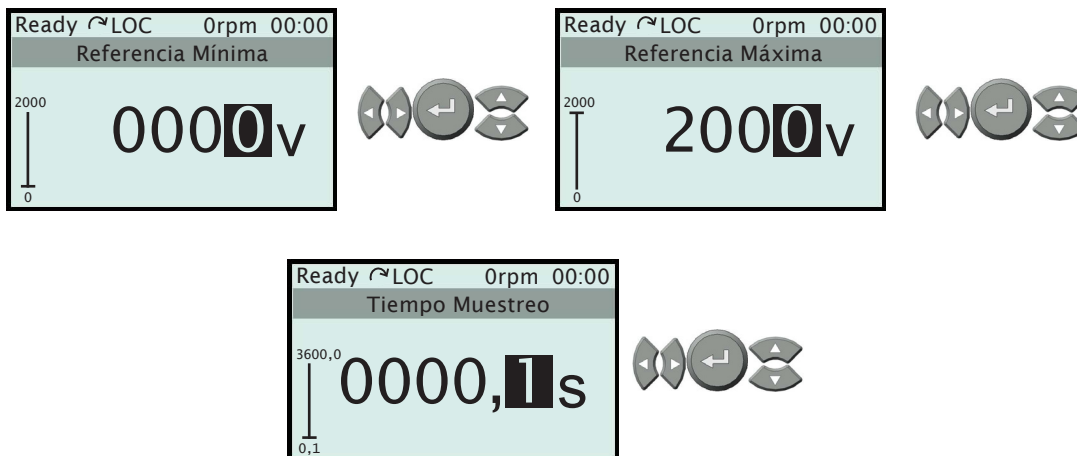 Ready ↷LOC 0rpm 00:00
Referencia Mínima
2000
0000v
0
Ready ↷LOC 0rpm 00:00
Referencia Máxima
2000
2000v
0
Ready ↷LOC 0rpm 00:00
Tiempo Muestreo
3600,0
0000,1s
0,1